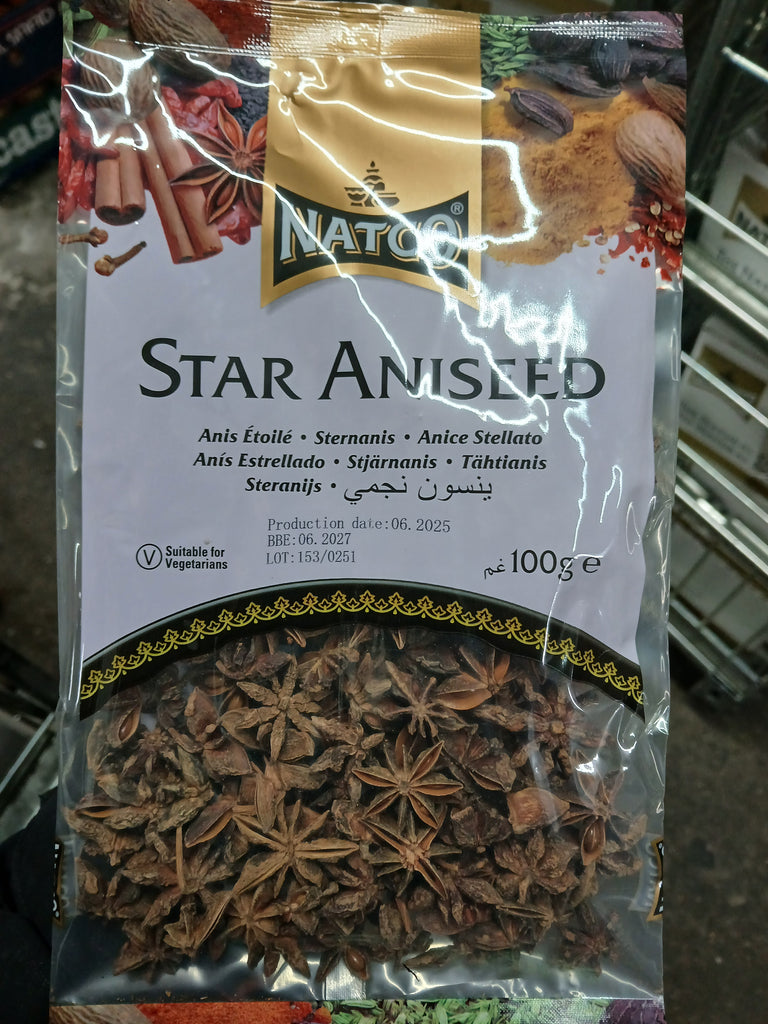 NATCO®
STAR ANISEED
Anis Étoilé • Sternanis • Anice Stellato
Anís Estrellado • Stjärnanis • Tähtianis
Steranijs • ينسون نجمي
Production date:06.2025
BBE:06.2027
LOT:153/0251
V Suitable for
Vegetarians
100g e غم